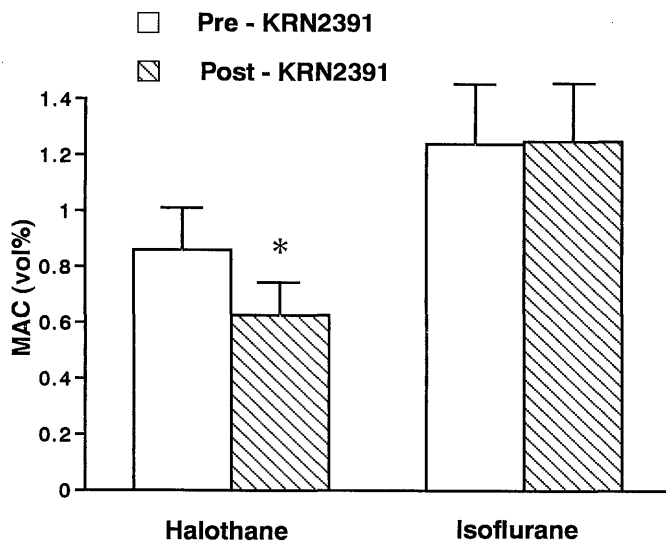 Pre - KRN2391
Post - KRN2391
1.4
1.2
1
0.8
0.6
0.4
0.2
0
MAC (vol%)
*
Halothane
Isoflurane